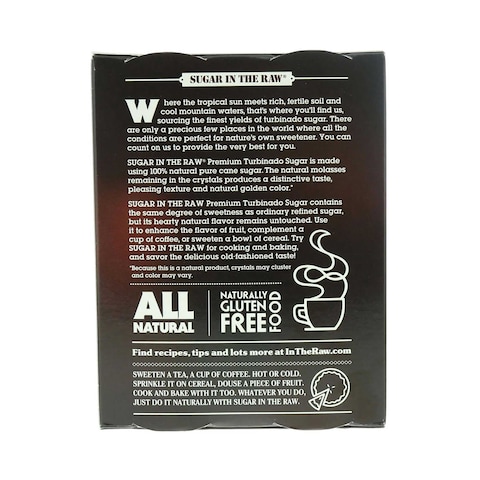 SUGAR IN THE RAW®
Where the tropical sun meets rich, fertile soil and
cool mountain waters, that's where you'll find us,
sourcing the finest yields of turbinado sugar. There
are only a precious few places in the world where all the
conditions are perfect for nature's own sweetener. You can
count on us to provide the very best for you.
SUGAR IN THE RAW® Premium Turbinado Sugar is made
using 100% natural pure cane sugar. The natural molasses
remaining in the crystals produces a distinctive taste,
pleasing texture and natural golden color.*
SUGAR IN THE RAW Premium Turbinado Sugar contains
the same degree of sweetness as ordinary refined sugar,
but its hearty natural flavor remains untouched. Use
it to enhance the flavor of fruit, complement a
cup of coffee, or sweeten a bowl of cereal. Try
SUGAR IN THE RAW for cooking and baking,
and savor the delicious old-fashioned taste!
*Because this is a natural product, crystals may cluster
and color may vary.
ALL
NATURAL
NATURALLY
GLUTEN
FREE
FOOD
Find recipes, tips and lots more at InTheRaw.com
SWEETEN A TEA, A CUP OF COFFEE. HOT OR COLD.
SPRINKLE IT ON CEREAL, DOUSE A PIECE OF FRUIT.
COOK AND BAKE WITH IT TOO. WHATEVER YOU DO,
JUST DO IT NATURALLY WITH SUGAR IN THE RAW.